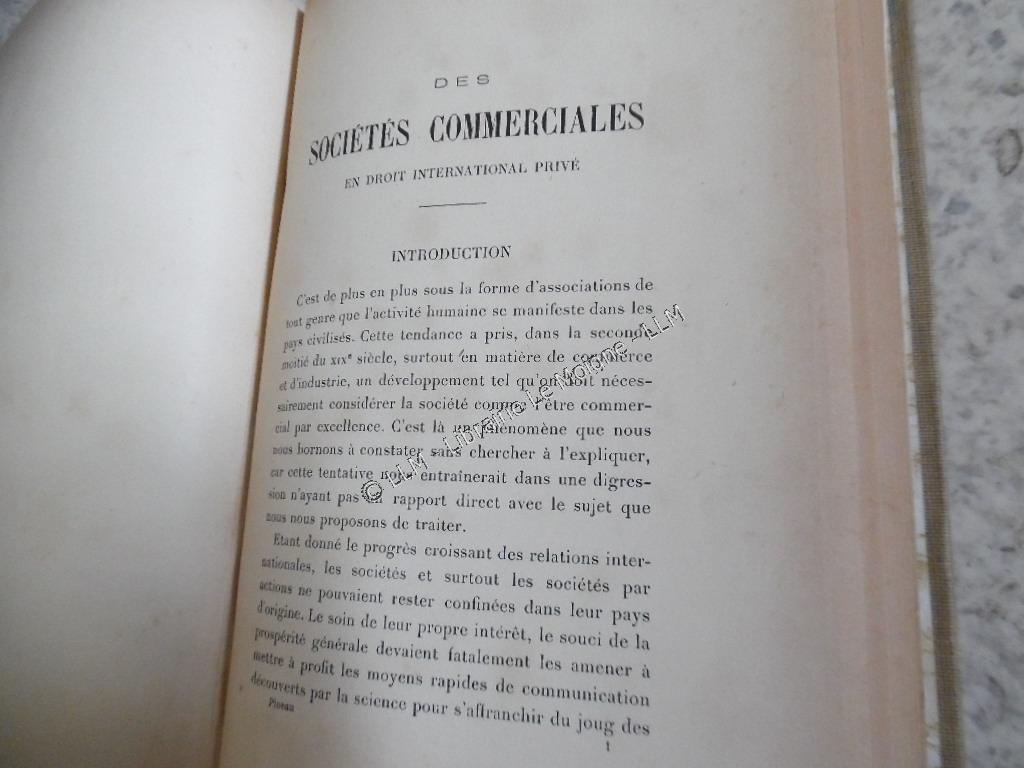 DES
SOCIÉTÉS COMMERCIALES
EN DROIT INTERNATIONAL PRIVÉ
INTRODUCTION
C'est de plus en plus sous la forme d'associations de
tout genre que l'activité humaine se manifeste dans les
pays civilisés. Cette tendance a pris, dans la seconde
moitié du XIXe siècle, surtout en matière de commerce
et d'industrie, un développement tel qu'on doit néces-
sairement considérer la société comme l'être commer-
cial par excellence. C'est là un phénomène que nous
nous bornons à constater sans chercher à l'expliquer,
car cette tentative nous entraînerait dans une digres-
sion n'ayant pas de rapport direct avec le sujet que
nous nous proposons de traiter.
Etant donné le progrès croissant des relations inter-
nationales, les sociétés et surtout les sociétés par
actions ne pouvaient rester confinées dans leur pays
d'origine. Le soin de leur propre intérêt, le souci de la
prospérité générale devaient fatalement les amener à
mettre à profit les moyens rapides de communication
découverts par la science pour s'affranchir du joug des
Pineau
1
© LLM - Librairie Le Molame - LLM